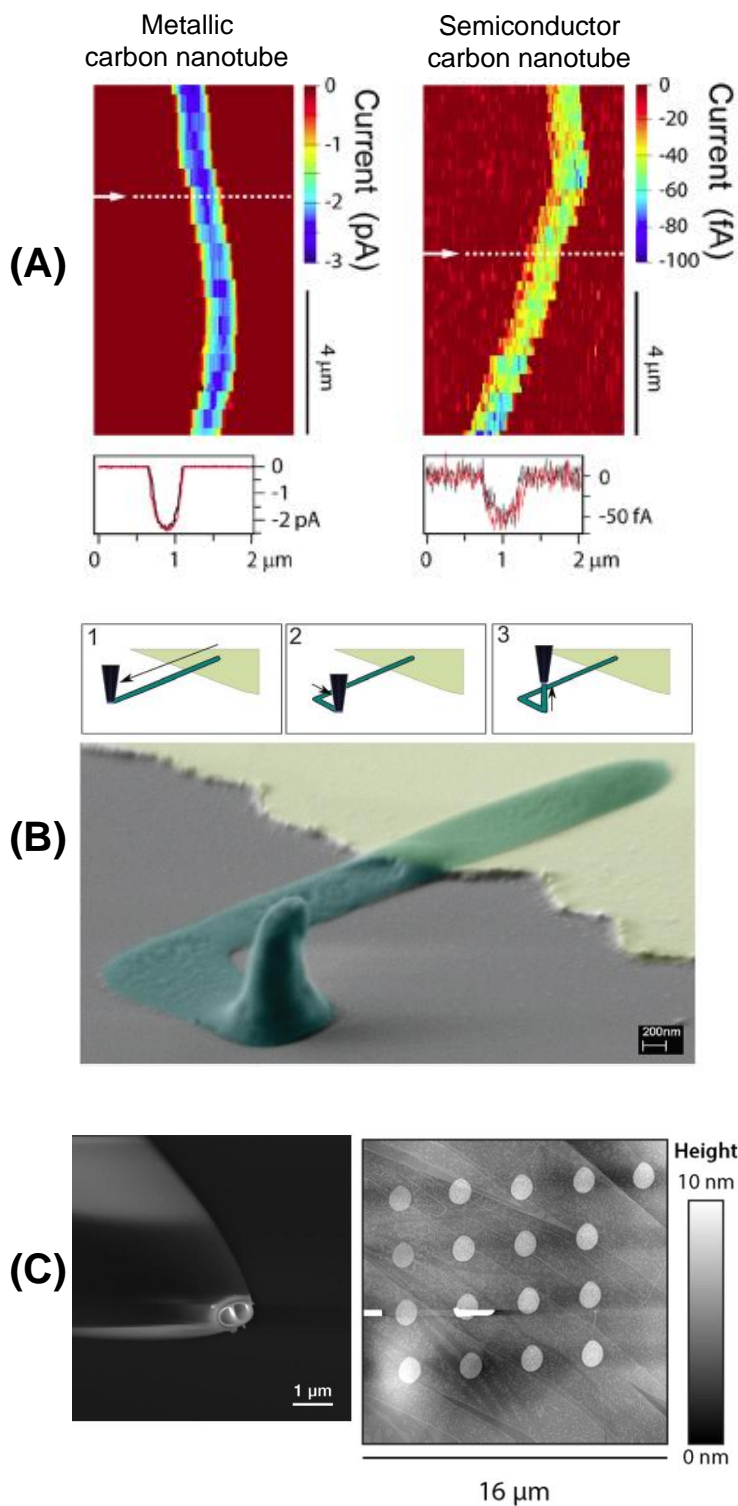 Metallic
carbon nanotube
Semiconductor
carbon nanotube
(A)
0
-1
-2
-3
Current (pA)
4 µm
0
-20
-40
-60
-80
-100
Current (fA)
4 µm
0
-1
-2 pA
0
1
2 µm
0
-50 fA
0
1
2 µm
(B)
1
2
3
200nm
(C)
1 µm
Height
10 nm
0 nm
16 µm